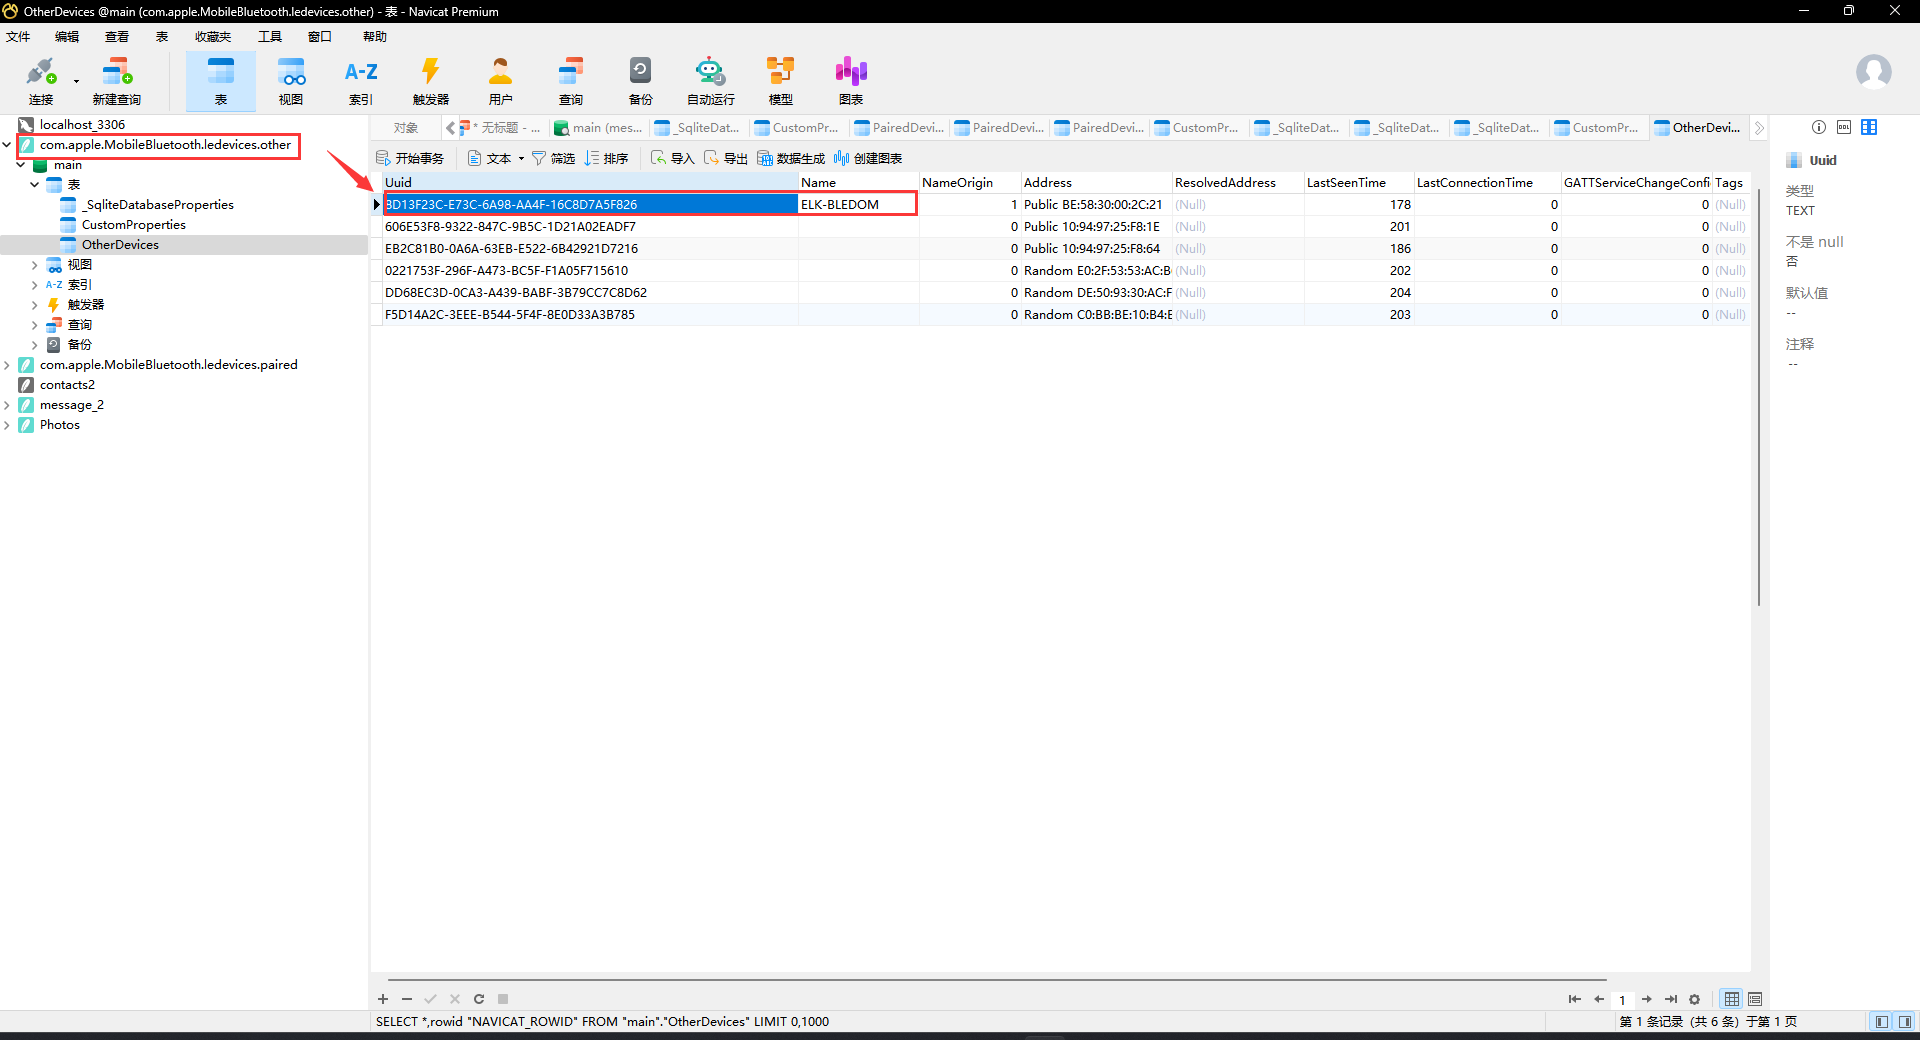 OtherDevices @main (com.apple.MobileBluetooth.ledevices.other) - 表 - Navicat Premium
文件 编辑 查看 表 收藏夹 工具 窗口 帮助
连接 新建查询 表 视图 索引 触发器 用户 查询 备份 自动运行 模型 图表
A-Z
localhost_3306
com.apple.MobileBluetooth.ledevices.other
main
表
_SqliteDatabaseProperties
CustomProperties
OtherDevices
视图
A-Z 索引
触发器
查询
备份
com.apple.MobileBluetooth.ledevices.paired
contacts2
message_2
Photos
对象 * 无标题 - ... main (mes... _SqliteDat... CustomPr... PairedDevi... PairedDevi... PairedDevi... CustomPr... _SqliteDat... _SqliteDat... _SqliteDat... CustomPr... OtherDevi...
开始事务 文本 筛选 排序 导入 导出 数据生成 创建图表
Uuid Name NameOrigin Address ResolvedAddress LastSeenTime LastConnectionTime GATTServiceChangeConfi Tags
8D13F23C-E73C-6A98-AA4F-16C8D7A5F826 ELK-BLEDOM 1 Public BE:58:30:00:2C:21 (Null) 178 0 0 (Null)
606E53F8-9322-847C-9B5C-1D21A02EADF7 0 Public 10:94:97:25:F8:1E (Null) 201 0 0 (Null)
EB2C81B0-0A6A-63EB-E522-6B42921D7216 0 Public 10:94:97:25:F8:64 (Null) 186 0 0 (Null)
0221753F-296F-A473-BC5F-F1A05F715610 0 Random E0:2F:53:53:AC:B (Null) 202 0 0 (Null)
DD68EC3D-0CA3-A439-BABF-3B79CC7C8D62 0 Random DE:50:93:30:AC:F (Null) 204 0 0 (Null)
F5D14A2C-3EEE-B544-5F4F-8E0D33A3B785 0 Random C0:BB:BE:10:B4:E (Null) 203 0 0 (Null)
DDL
Uuid
类型
TEXT
不是 null
否
默认值
--
注释
--
1
SELECT *,rowid "NAVICAT_ROWID" FROM "main"."OtherDevices" LIMIT 0,1000
第 1 条记录 (共 6 条) 于第 1 页